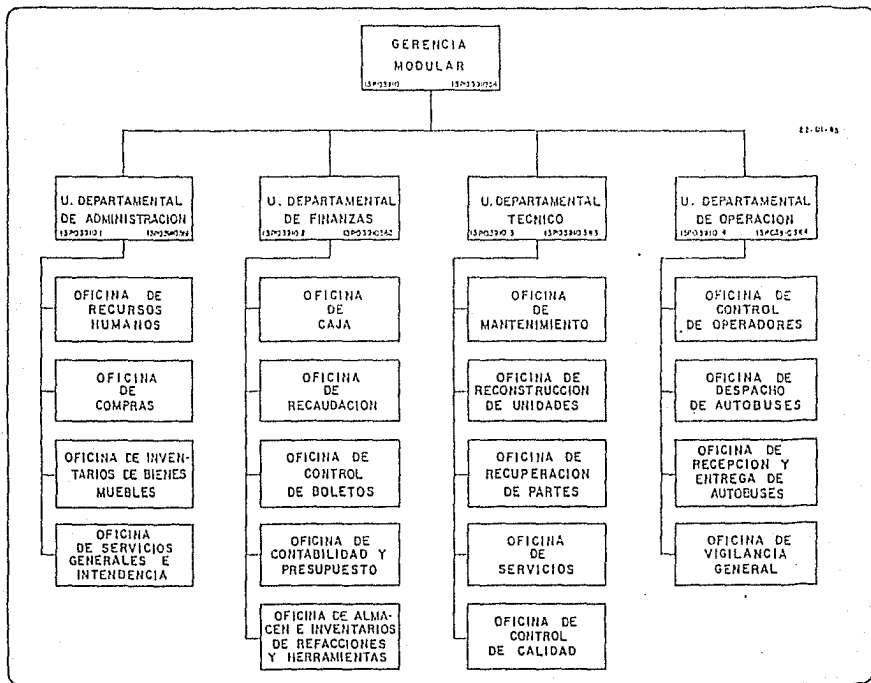 GERENCIA
MODULAR
22-01-85
U. DEPARTAMENTAL
DE ADMINISTRACION
U. DEPARTAMENTAL
DE FINANZAS
U. DEPARTAMENTAL
TECNICO
U. DEPARTAMENTAL
DE OPERACION
OFICINA DE
RECURSOS
HUMANOS
OFICINA
DE
COMPRAS
OFICINA DE INVEN-
TARIOS DE BIENES
MUEBLES
OFICINA
DE SERVICIOS
GENERALES E
INTENDENCIA
OFICINA
DE
CAJA
OFICINA
DE
RECAUDACION
OFICINA DE
CONTROL
DE BOLETOS
OFICINA DE
CONTABILIDAD Y
PRESUPUESTO
OFICINA DE ALMA-
CEN E INVENTARIOS
DE REFACCIONES
Y HERRAMIENTAS
OFICINA
DE
MANTENIMIENTO
OFICINA DE
RECONSTRUCCION
DE UNIDADES
OFICINA DE
RECUPERACION
DE PARTES
OFICINA
DE
SERVICIOS
OFICINA DE
CONTROL
DE CALIDAD
OFICINA DE
CONTROL
DE OPERADORES
OFICINA DE
DESPACHO
DE AUTOBUSES
OFICINA DE
RECEPCION Y
ENTREGA DE
AUTOBUSES
OFICINA DE
VIGILANCIA
GENERAL